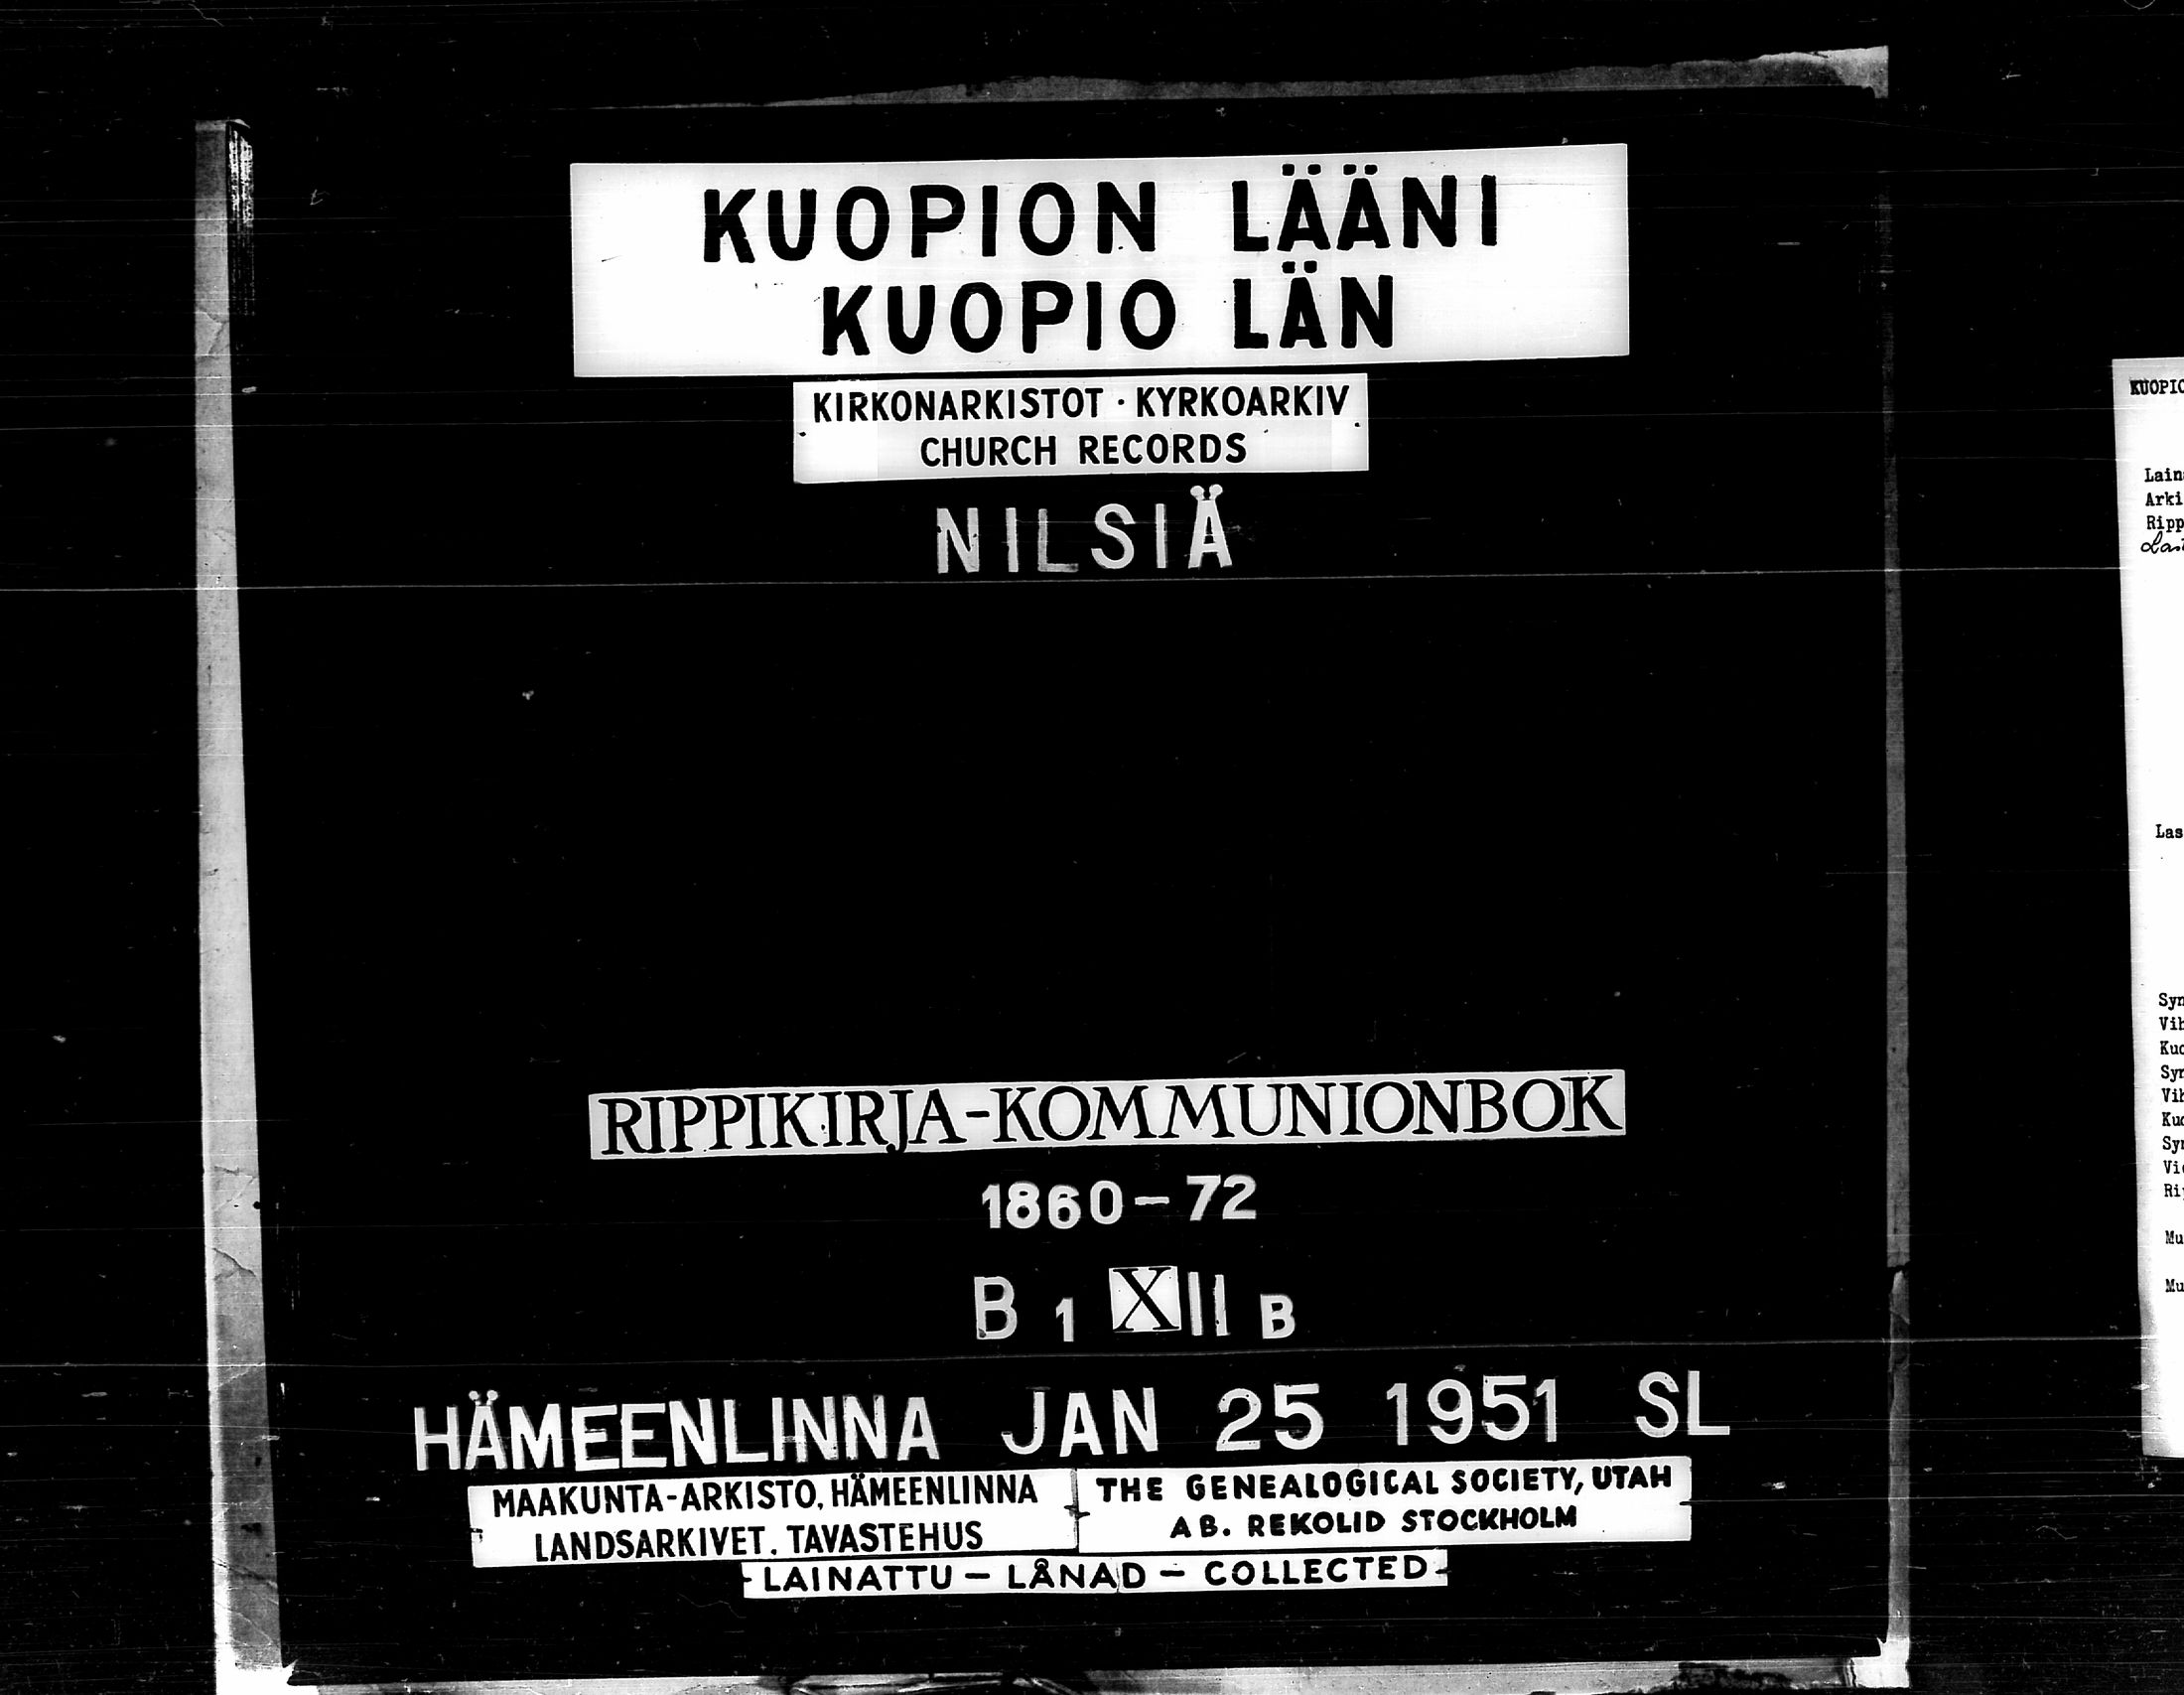 KUOPION LÄÄNI
KUOPIO LÄN
KIRKONARKISTOT · KYRKOARKIV
CHURCH RECORDS
NILSIÄ
RIPPIKIRJA-KOMMUNIONBOK
1860-72
B 1 XII B
HÄMEENLINNA JAN 25 1951 SL
MAAKUNTA-ARKISTO, HÄMEENLINNA
LANDSARKIVET. TAVASTEHUS
THE GENEALOGICAL SOCIETY, UTAH
AB. REKOLID STOCKHOLM
LAINATTU - LÅNAD - COLLECTED